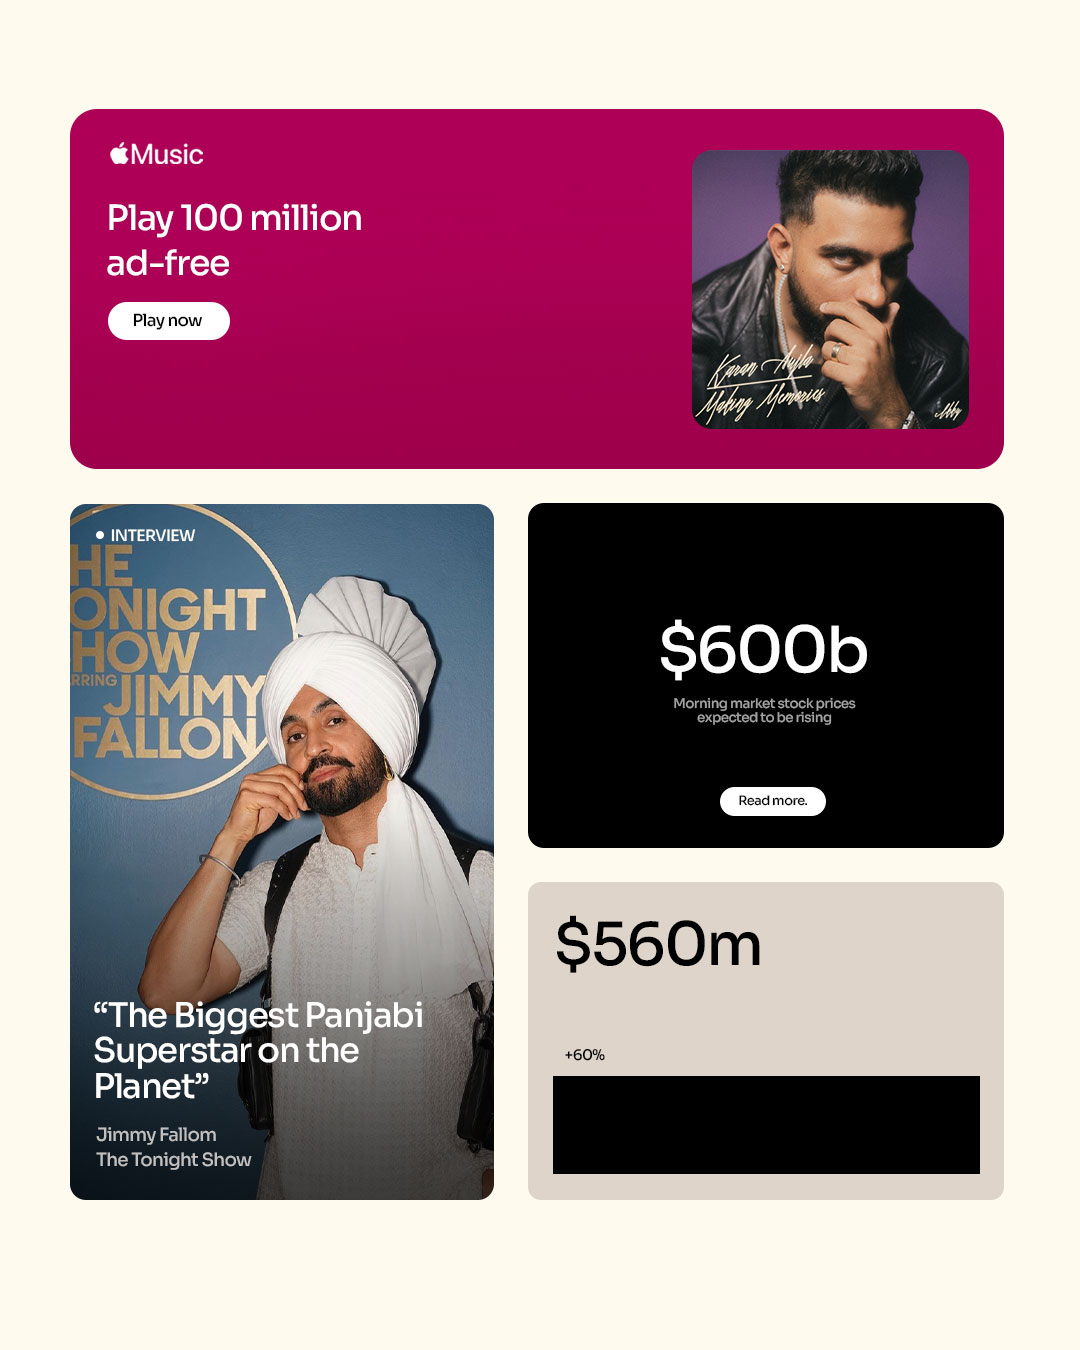 Music
Play 100 million
ad-free
Play now
Karan Aujla
Making Memories
INTERVIEW
HE
ONIGHT
HOW
RRING JIMMY
FALLON
“The Biggest Panjabi
Superstar on the
Planet”
Jimmy Fallom
The Tonight Show
$600b
Morning market stock prices
expected to be rising
Read more.
$560m
+60%